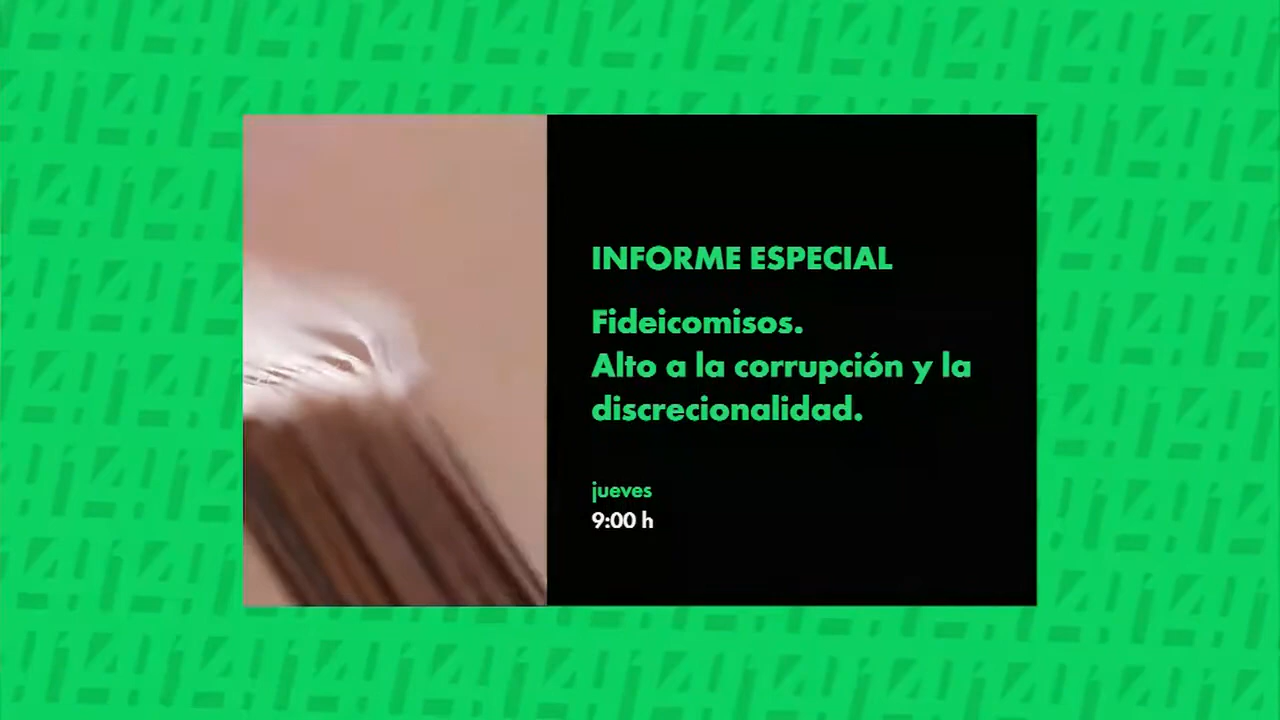 INFORME ESPECIAL
Fideicomisos.
Alto a la corrupción y la
discrecionalidad.
jueves
9:00 h